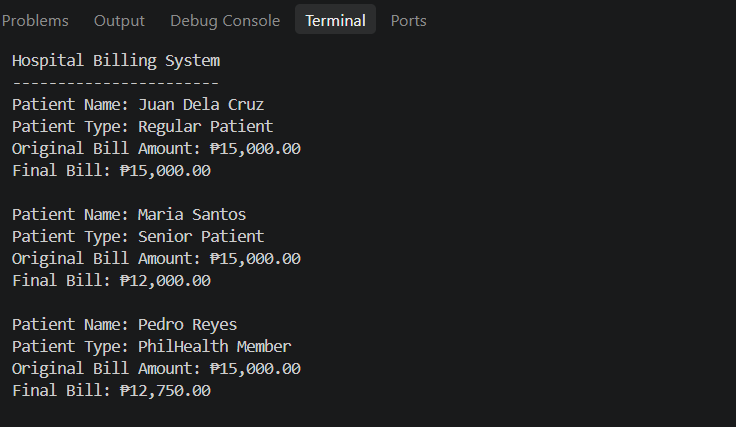 Problems Output Debug Console Terminal Ports
Hospital Billing System
-----------------------
Patient Name: Juan Dela Cruz
Patient Type: Regular Patient
Original Bill Amount: ₱15,000.00
Final Bill: ₱15,000.00
Patient Name: Maria Santos
Patient Type: Senior Patient
Original Bill Amount: ₱15,000.00
Final Bill: ₱12,000.00
Patient Name: Pedro Reyes
Patient Type: PhilHealth Member
Original Bill Amount: ₱15,000.00
Final Bill: ₱12,750.00